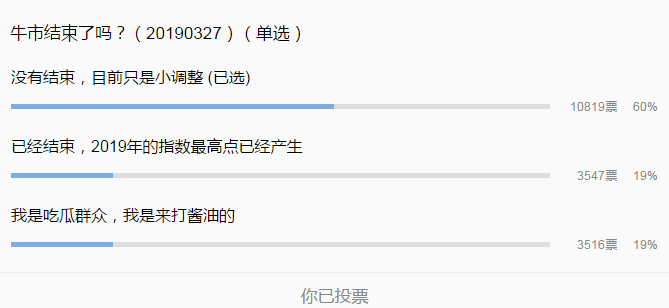 牛市结束了吗？（20190327）（单选）
没有结束，目前只是小调整 (已选)
10819票 60%
已经结束，2019年的指数最高点已经产生
3547票 19%
我是吃瓜群众，我是来打酱油的
3516票 19%
你已投票